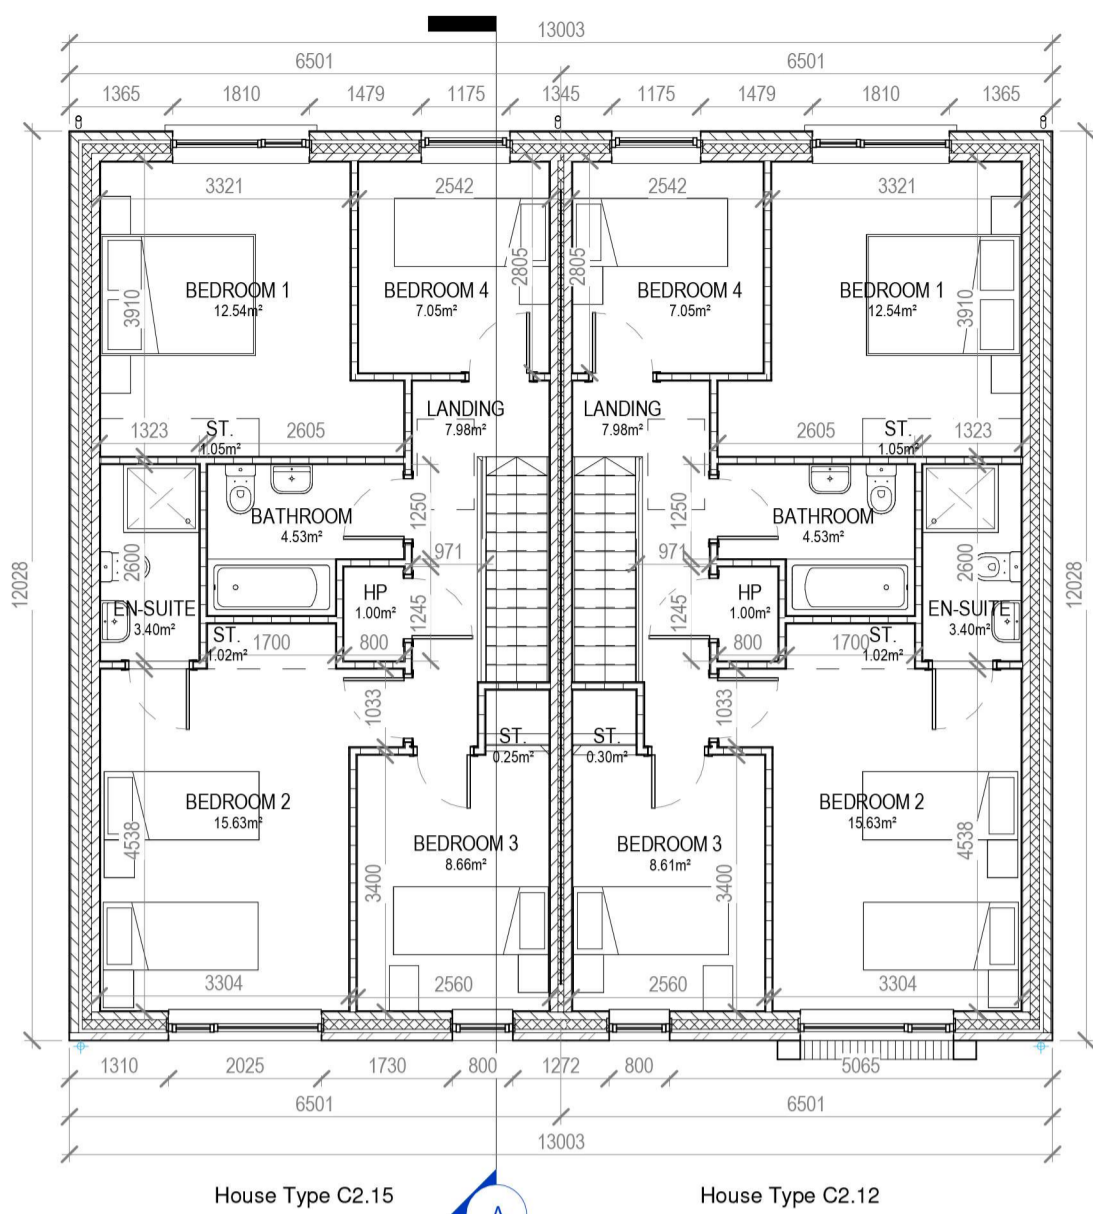 13003
6501 6501
1365 1810 1479 1175 1345 1175 1479 1810 1365
3321 2542 2542 3321
2805 2805
BEDROOM 1 BEDROOM 4 BEDROOM 4 BEDROOM 1
12.54m² 7.05m² 7.05m² 12.54m²
3910 3910
LANDING LANDING
7.98m² 7.98m²
ST. ST.
1.05m² 1.05m²
1323 2605 2605 1323
1250 1250
BATHROOM BATHROOM
4.53m² 4.53m²
971 971
2600 2600
12028 12028
HP HP
1.00m² 1.00m²
1245 1245
EN-SUITE EN-SUITE
3.40m² 3.40m²
ST. ST.
1.02m² 1.02m²
1700 800 800 1700
1033 1033
ST. ST.
0.25m² 0.30m²
BEDROOM 2 BEDROOM 2
15.63m² 15.63m²
4538 4538
BEDROOM 3 BEDROOM 3
8.66m² 8.61m²
3400 3400
3304 2560 2560 3304
1310 2025 1730 800 1272 800 5065
6501 6501
13003
House Type C2.15 House Type C2.12
A